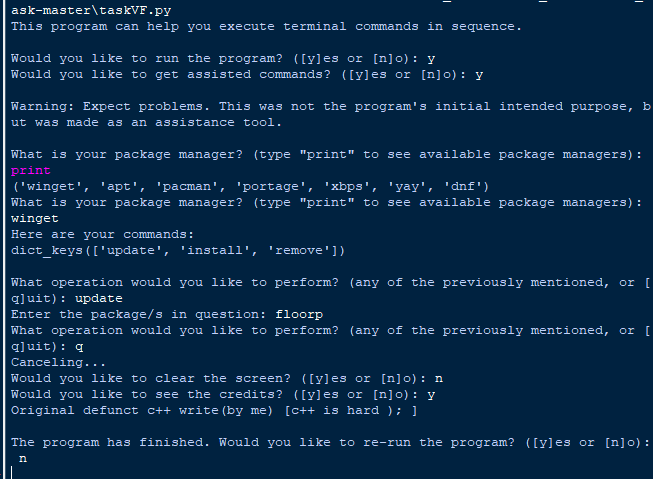 ask-master\taskVF.py
This program can help you execute terminal commands in sequence.
Would you like to run the program? ([y]es or [n]o): y
Would you like to get assisted commands? ([y]es or [n]o): y
Warning: Expect problems. This was not the program's initial intended purpose, b
ut was made as an assistance tool.
What is your package manager? (type "print" to see available package managers):
print
('winget', 'apt', 'pacman', 'portage', 'xbps', 'yay', 'dnf')
What is your package manager? (type "print" to see available package managers):
winget
Here are your commands:
dict_keys(['update', 'install', 'remove'])
What operation would you like to perform? (any of the previously mentioned, or [
q]uit): update
Enter the package/s in question: floorp
What operation would you like to perform? (any of the previously mentioned, or [
q]uit): q
Canceling...
Would you like to clear the screen? ([y]es or [n]o): n
Would you like to see the credits? ([y]es or [n]o): y
Original defunct c++ write(by me) [c++ is hard ); ]
The program has finished. Would you like to re-run the program? ([y]es or [n]o):
n